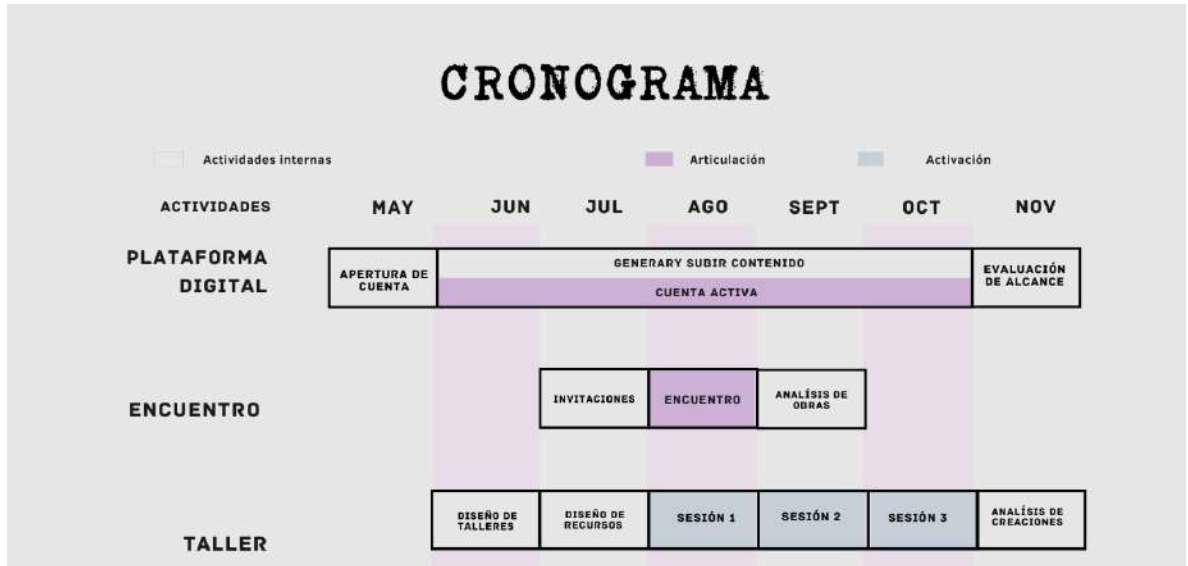 CRONOGRAMA
Actividades internas Articulación Activación
ACTIVIDADES MAY JUN JUL AGO SEPT OCT NOV
PLATAFORMA
DIGITAL
APERTURA DE
CUENTA
GENERARY SUBIR CONTENIDO
CUENTA ACTIVA
EVALUACIÓN
DE ALCANCE
ENCUENTRO
INVITACIONES
ENCUENTRO
ANALÍSIS DE
OBRAS
TALLER
DISEÑO DE
TALLERES
DISEÑO DE
RECURSOS
SESIÓN 1
SESIÓN 2
SESIÓN 3
ANALÍSIS DE
CREACIONES